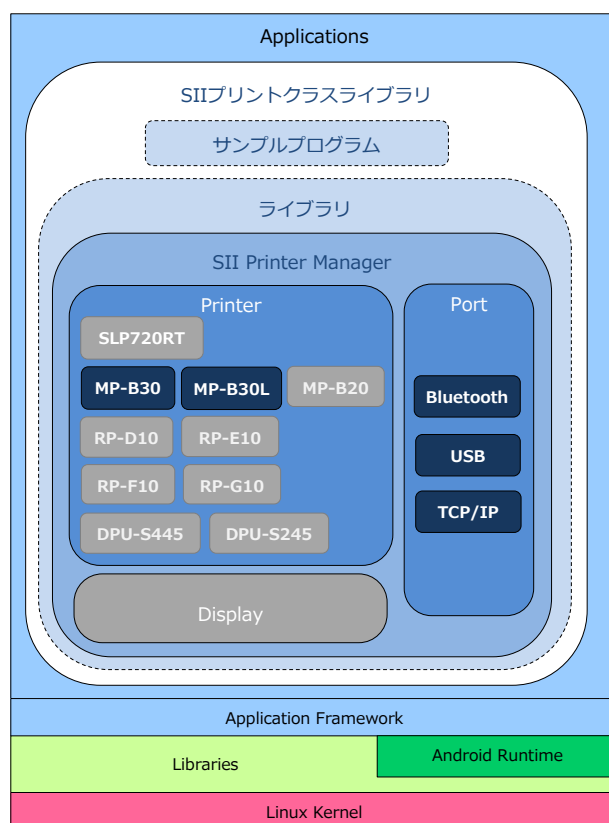 Applications
SIIプリントクラスライブラリ
サンプルプログラム
ライブラリ
SII Printer Manager
Printer
SLP720RT
MP-B30
MP-B30L
MP-B20
RP-D10
RP-E10
RP-F10
RP-G10
DPU-S445
DPU-S245
Display
Port
Bluetooth
USB
TCP/IP
Application Framework
Libraries
Android Runtime
Linux Kernel